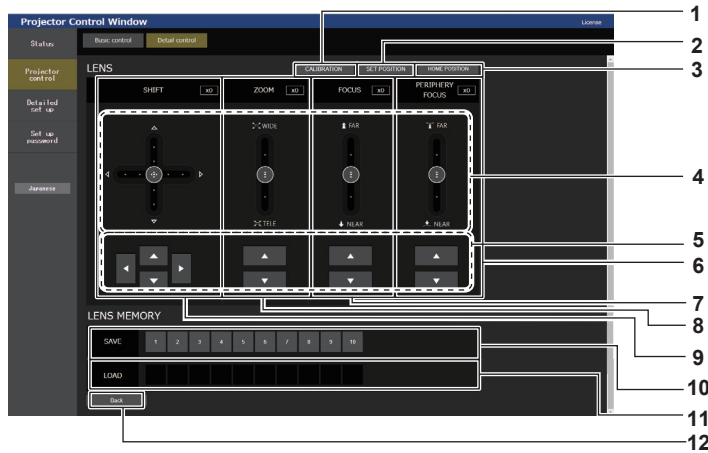 Projector Control Window
License
Status
Projector
control
Detailed
set up
Set up
password
Japanese
Basic control
Detail control
LENS
CALIBRATION
SET POSITION
HOME POSITION
SHIFT
x0
ZOOM
x0
FOCUS
x0
PERIPHERY
FOCUS
x0
WIDE
FAR
FAR
TELE
NEAR
NEAR
LENS MEMORY
SAVE
1 2 3 4 5 6 7 8 9 10
LOAD
Back
1
2
3
4
5
6
7
8
9
10
11
12